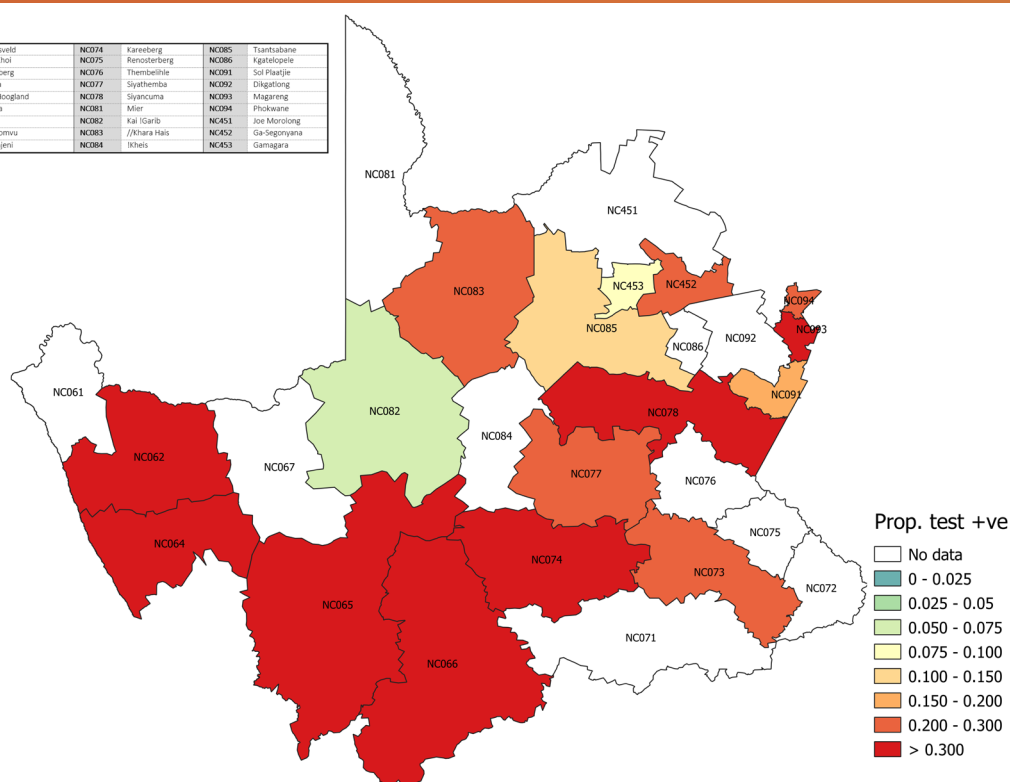 sveld NC074 Kareeberg NC085 Tsantsabane
hoi NC075 Renosterberg NC086 Kgatelopele
berg NC076 Thembelihle NC091 Sol Plaatjie
NC077 Siyathemba NC092 Dikgatlong
Hoogland NC078 Siyancuma NC093 Magareng
a NC081 Mier NC094 Phokwane
NC082 Kai !Garib NC451 Joe Morolong
omvu NC083 //Khara Hais NC452 Ga-Segonyana
jeni NC084 !Kheis NC453 Gamagara
NC081
NC451
NC083
NC453
NC452
NC094
NC085
NC093
NC092
NC086
NC061
NC091
NC082
NC078
NC084
NC062
NC067
NC077
NC076
NC075
NC064
NC074
NC073
NC072
NC065
NC071
NC066
Prop. test +ve
No data
0 - 0.025
0.025 - 0.05
0.050 - 0.075
0.075 - 0.100
0.100 - 0.150
0.150 - 0.200
0.200 - 0.300
> 0.300